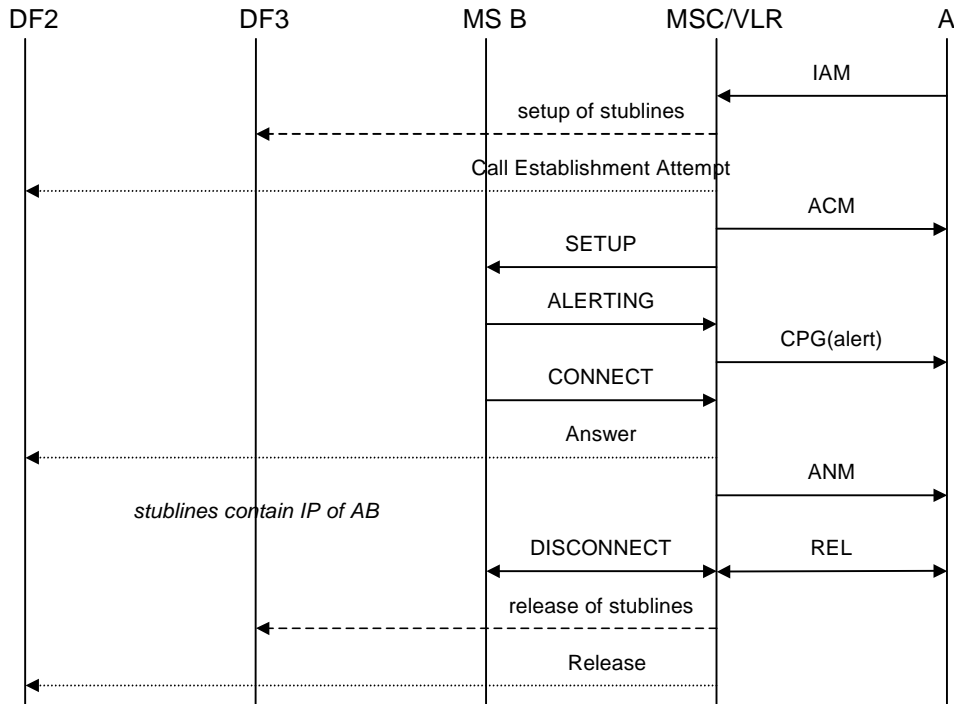 DF2 DF3 MS B MSC/VLR A
IAM
setup of stublines
Call Establishment Attempt
ACM
SETUP
ALERTING
CPG(alert)
CONNECT
Answer
ANM
stublines contain IP of AB
DISCONNECT REL
release of stublines
Release